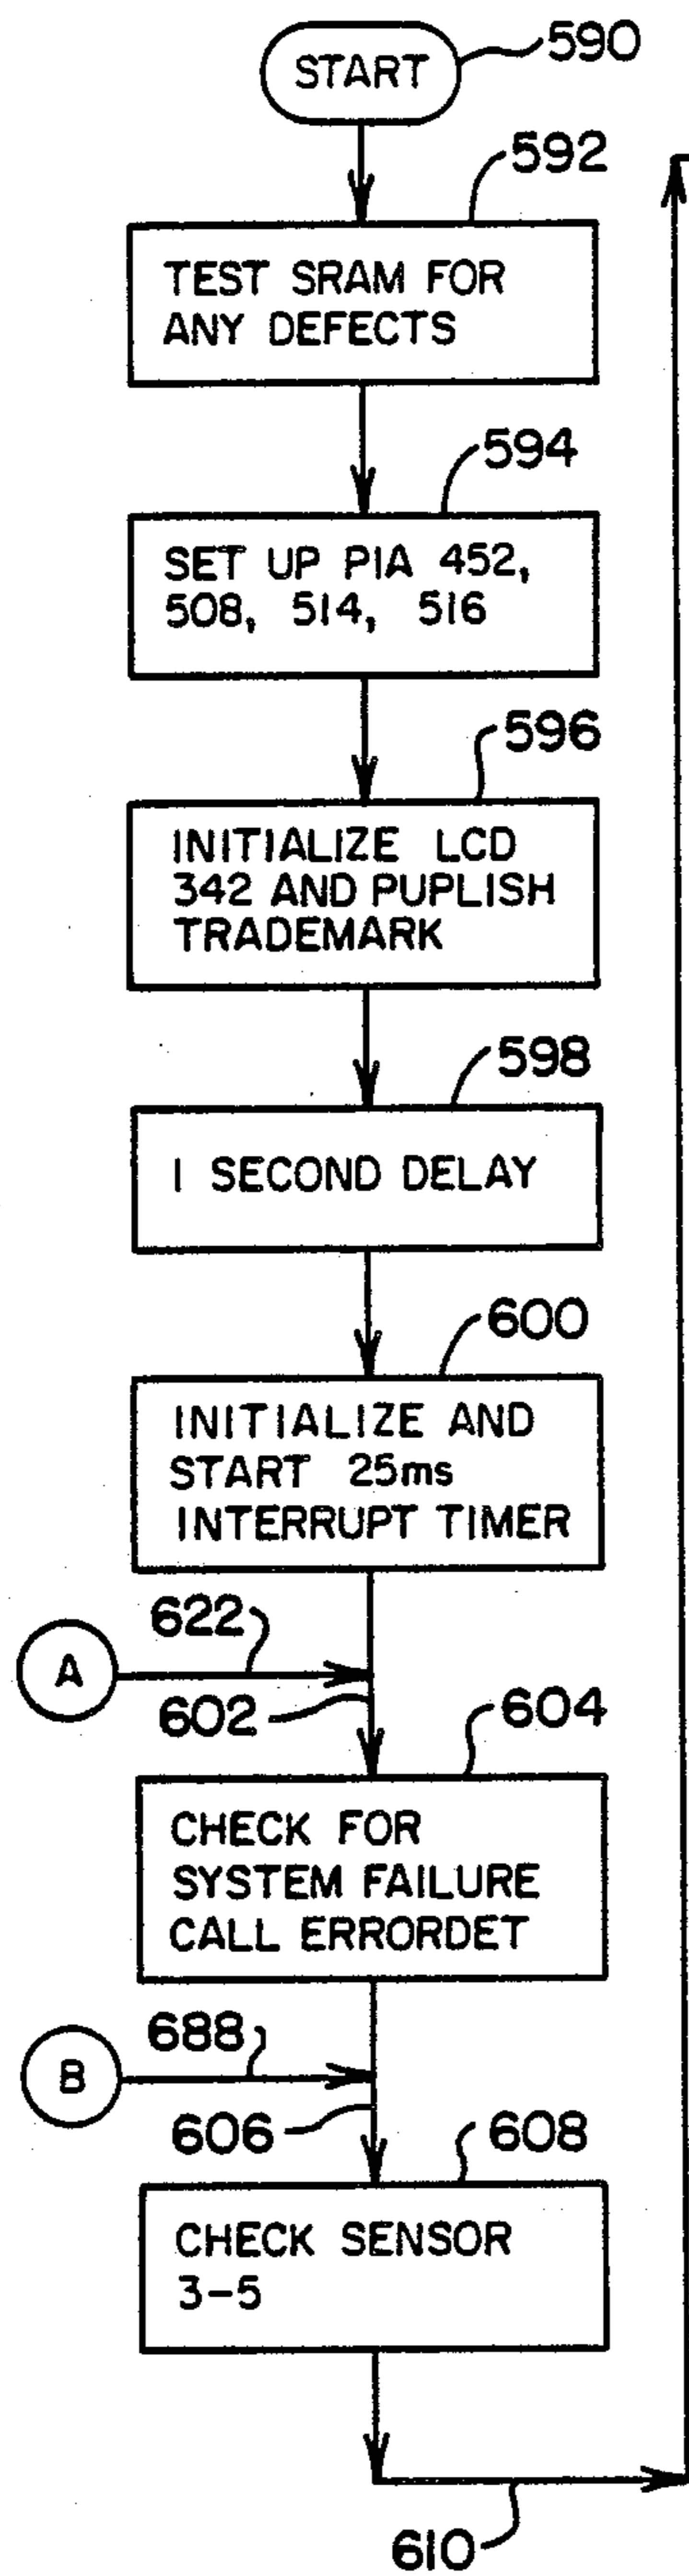 START
590
592
TEST SRAM FOR
ANY DEFECTS
594
SET UP PIA 452,
508, 514, 516
596
INITIALIZE LCD
342 AND PUPLISH
TRADEMARK
598
1 SECOND DELAY
600
INITIALIZE AND
START 25ms
INTERRUPT TIMER
622
A
602
604
CHECK FOR
SYSTEM FAILURE
CALL ERRORDET
688
B
606
608
CHECK SENSOR
3-5
610